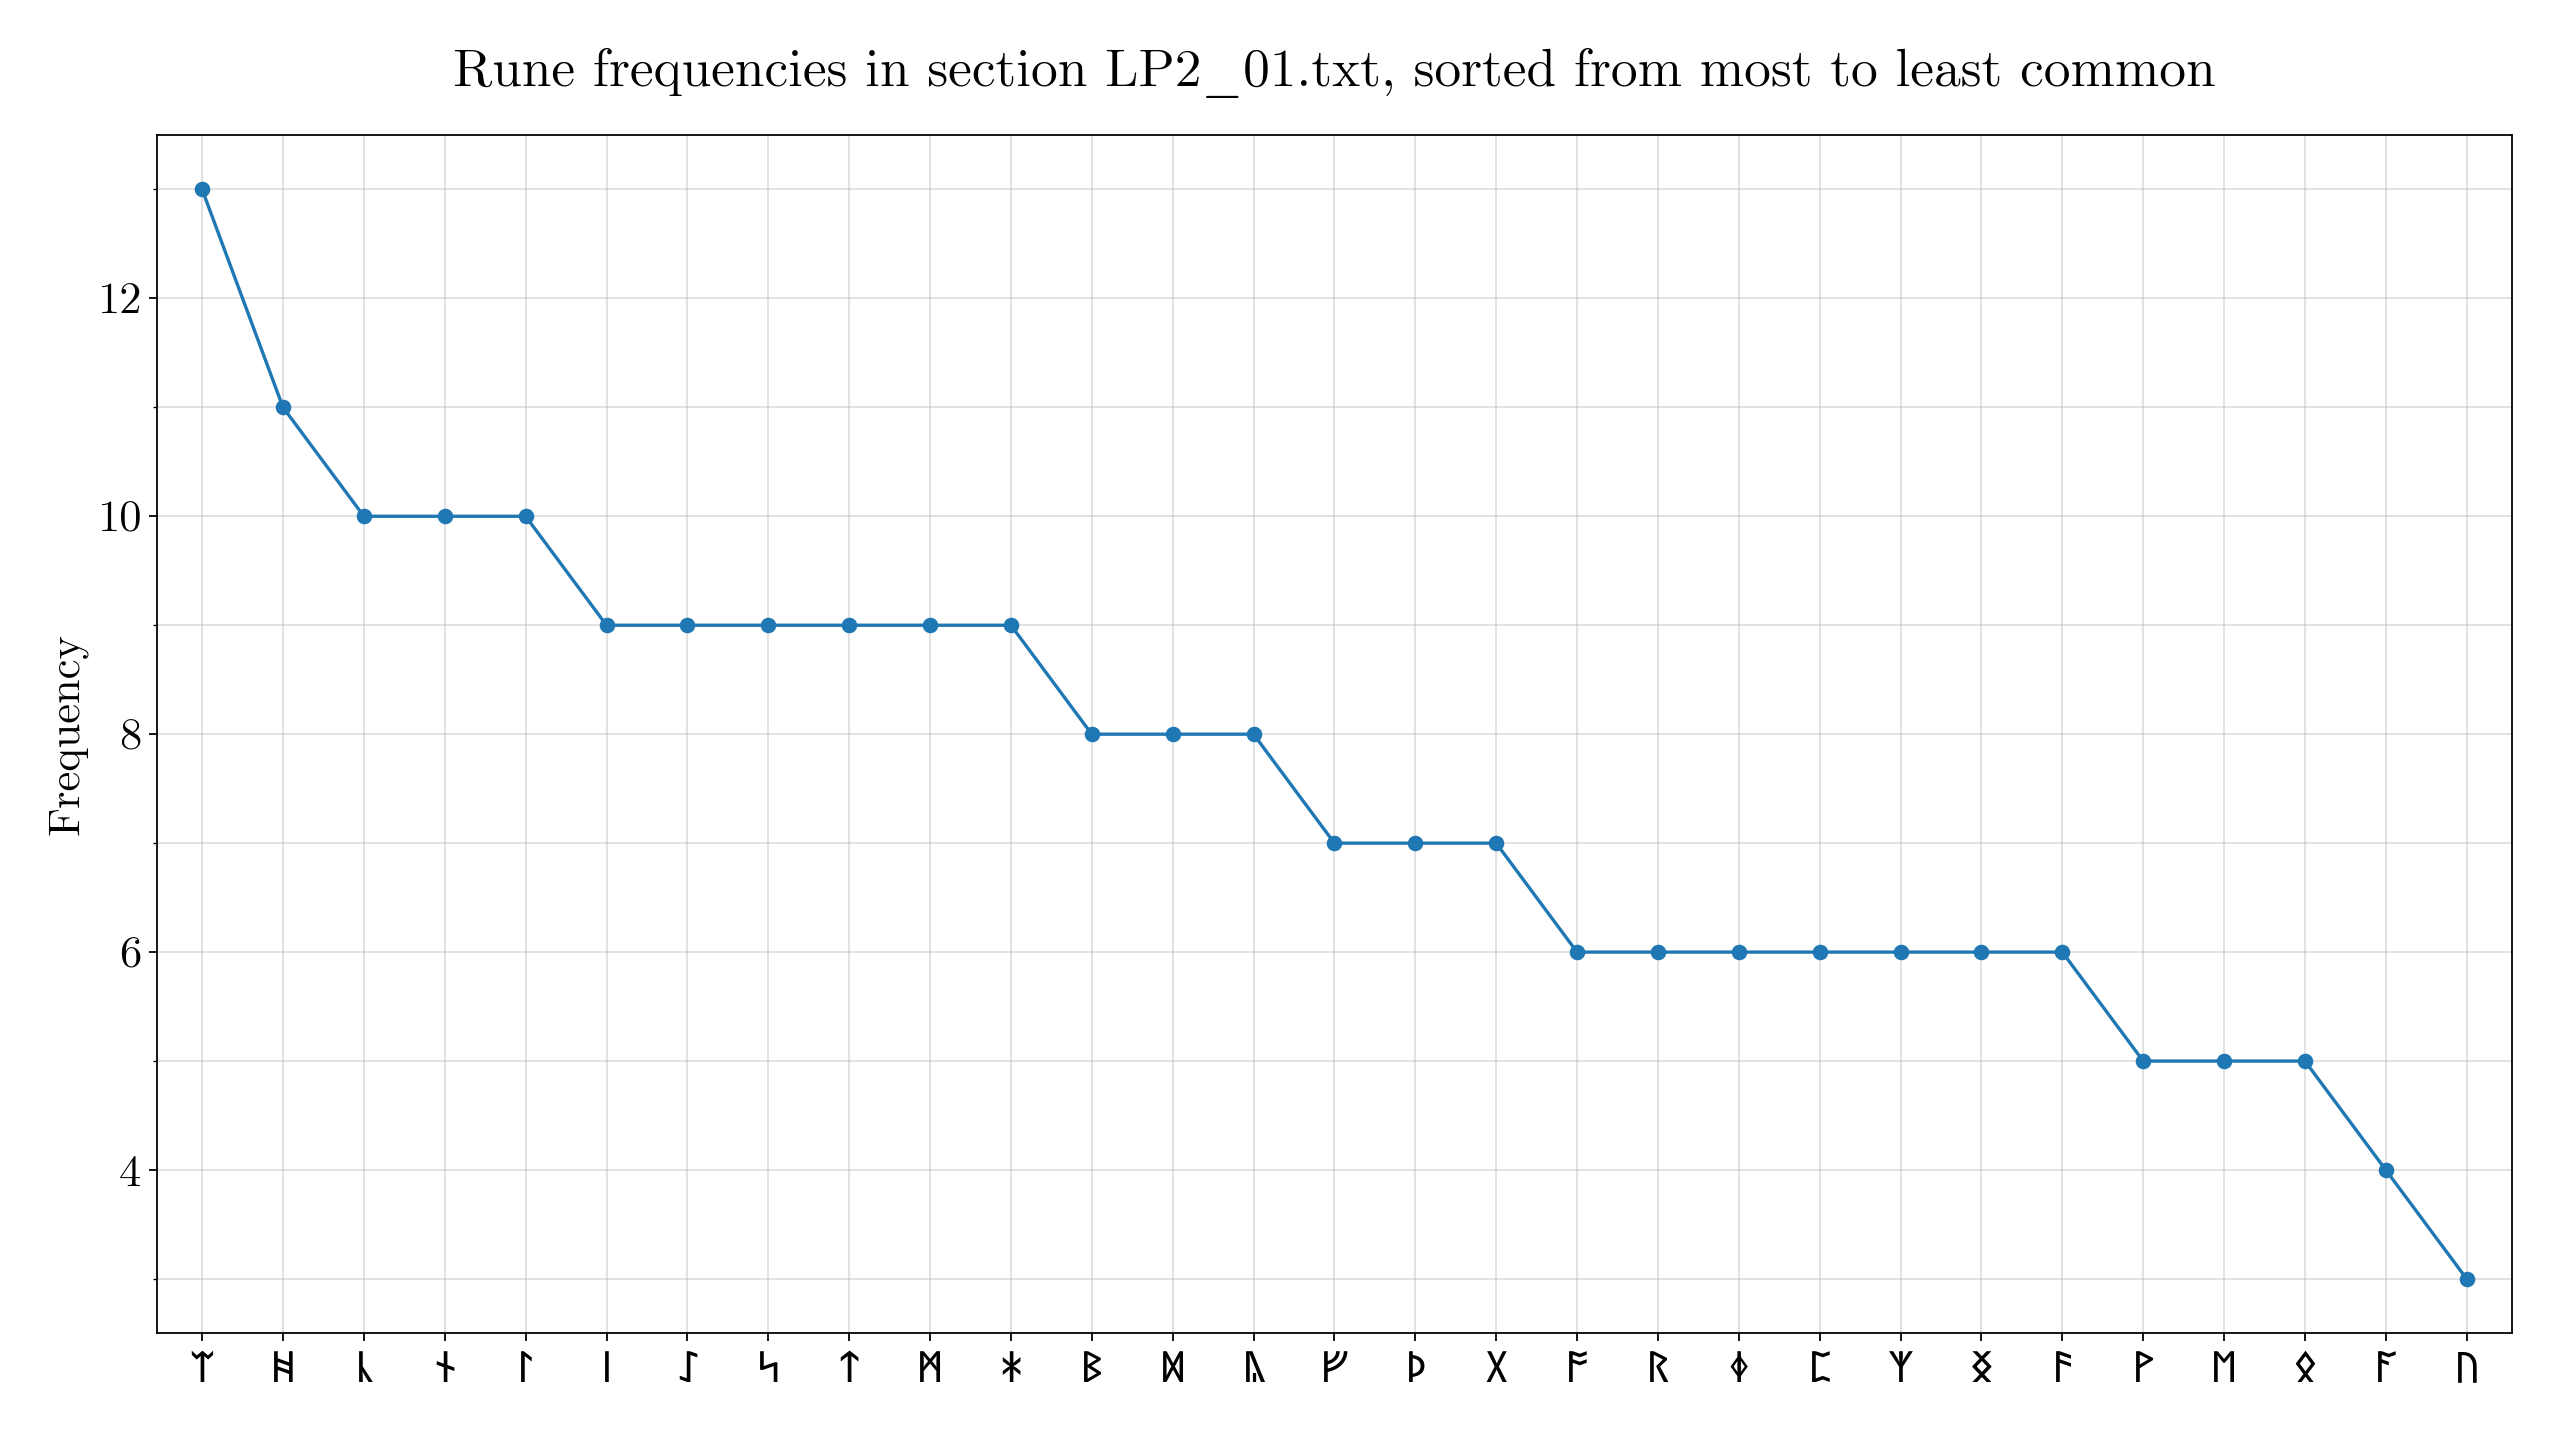 Rune frequencies in section LP2_01.txt, sorted from most to least common
12
10
8
6
4
Frequency
ᛠ ᚻ ᚳ ᚾ ᛚ ᛁ ᛇ ᛋ ᛏ ᛗ ᛡ ᛒ ᛞ ᚣ ᚠ ᚦ ᚷ ᚩ ᚱ ᛄ ᛈ ᛉ ᛝ ᚫ ᚹ ᛖ ᛟ ᚪ ᚢ